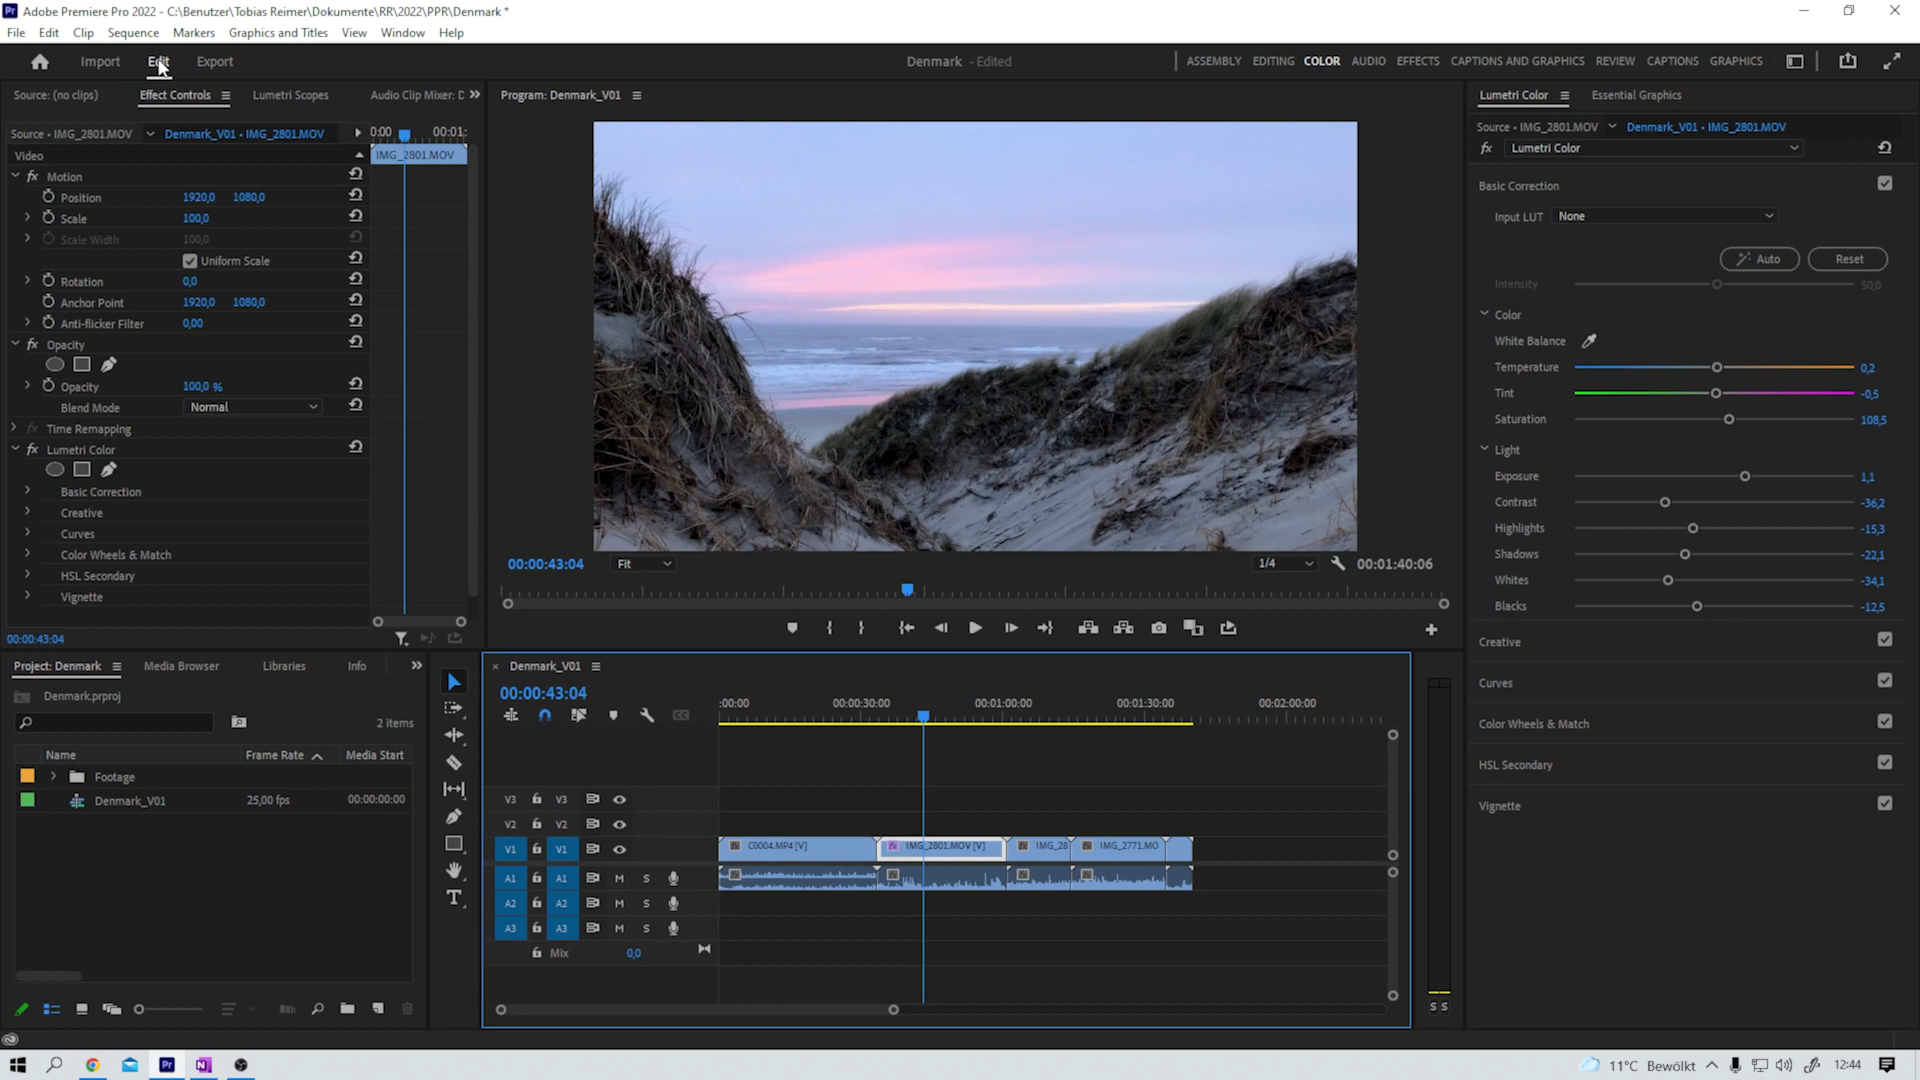 Adobe Premiere Pro 2022 - C:\Benutzer\Tobias Reimer\Dokumente\RR\2022\PPR\Denmark *
File Edit Clip Sequence Markers Graphics and Titles View Window Help
Import Edit Export
Denmark - Edited
ASSEMBLY EDITING COLOR AUDIO EFFECTS CAPTIONS AND GRAPHICS REVIEW CAPTIONS GRAPHICS
Source: (no clips) Effect Controls Lumetri Scopes Audio Clip Mixer: D
Source • IMG_2801.MOV Denmark_V01 • IMG_2801.MOV
0:00 00:01:
Video
IMG_2801.MOV
fx Motion
Position 1920,0 1080,0
Scale 100,0
Scale Width 100,0
Uniform Scale
Rotation 0,0
Anchor Point 1920,0 1080,0
Anti-flicker Filter 0,00
fx Opacity
Opacity 100,0 %
Blend Mode Normal
fx Time Remapping
fx Lumetri Color
Basic Correction
Creative
Curves
Color Wheels & Match
HSL Secondary
Vignette
00:00:43:04
Program: Denmark_V01
00:00:43:04 Fit 1/4 00:01:40:06
Lumetri Color Essential Graphics
Source • IMG_2801.MOV Denmark_V01 • IMG_2801.MOV
fx Lumetri Color
Basic Correction
Input LUT None
Auto Reset
Intensity 50,0
Color
White Balance
Temperature 0,2
Tint -0,5
Saturation 108,5
Light
Exposure 1,1
Contrast -36,2
Highlights -15,3
Shadows -22,1
Whites -34,1
Blacks -12,5
Creative
Curves
Color Wheels & Match
HSL Secondary
Vignette
Project: Denmark Media Browser Libraries Info
Denmark.prproj
2 items
Name Frame Rate Media Start
Footage
Denmark_V01 25,00 fps 00:00:00:00
Denmark_V01
00:00:43:04
:00:00 00:00:30:00 00:01:00:00 00:01:30:00 00:02:00:00
V3 V3
V2 V2
V1 V1 C0004.MP4 [V] IMG_2801.MOV [V] IMG_28 IMG_2771.MO
A1 A1 M S
A2 A2 M S
A3 A3 M S
Mix 0,0
S S
11°C Bewölkt 12:44